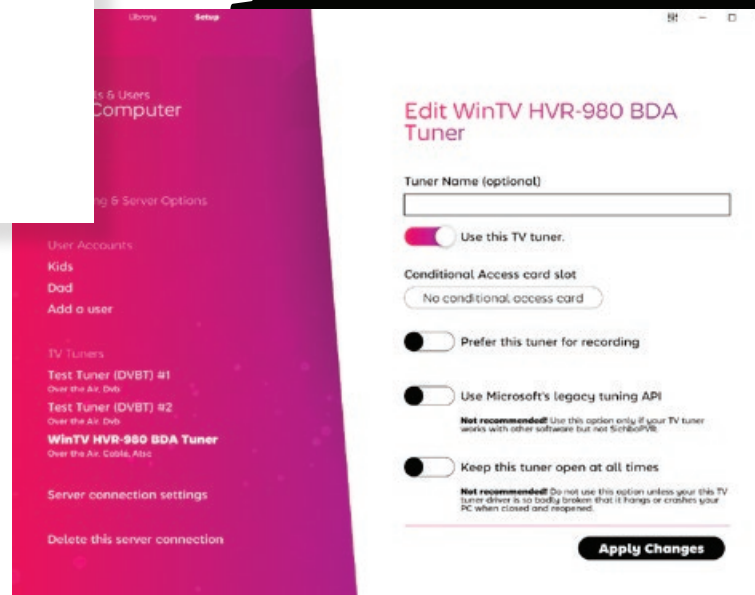 Library Setup
ls & Users
Computer
ng & Server Options
User Accounts
Kids
Dad
Add a user
TV Tuners
Test Tuner (DVBT) #1
Over the Air, Dvb
Test Tuner (DVBT) #2
Over the Air, Dvb
WinTV HVR-980 BDA Tuner
Over the Air, Cable, Atsc
Server connection settings
Delete this server connection
Edit WinTV HVR-980 BDA
Tuner
Tuner Name (optional)
Use this TV tuner.
Conditional Access card slot
No conditional access card
Prefer this tuner for recording
Use Microsoft's legacy tuning API
Not recommended! Use this option only if your TV tuner
works with other software but not SichboPVR.
Keep this tuner open at all times
Not recommended! Do not use this option unless your this TV
tuner driver is so badly broken that it hangs or crashes your
PC when closed and reopened.
Apply Changes